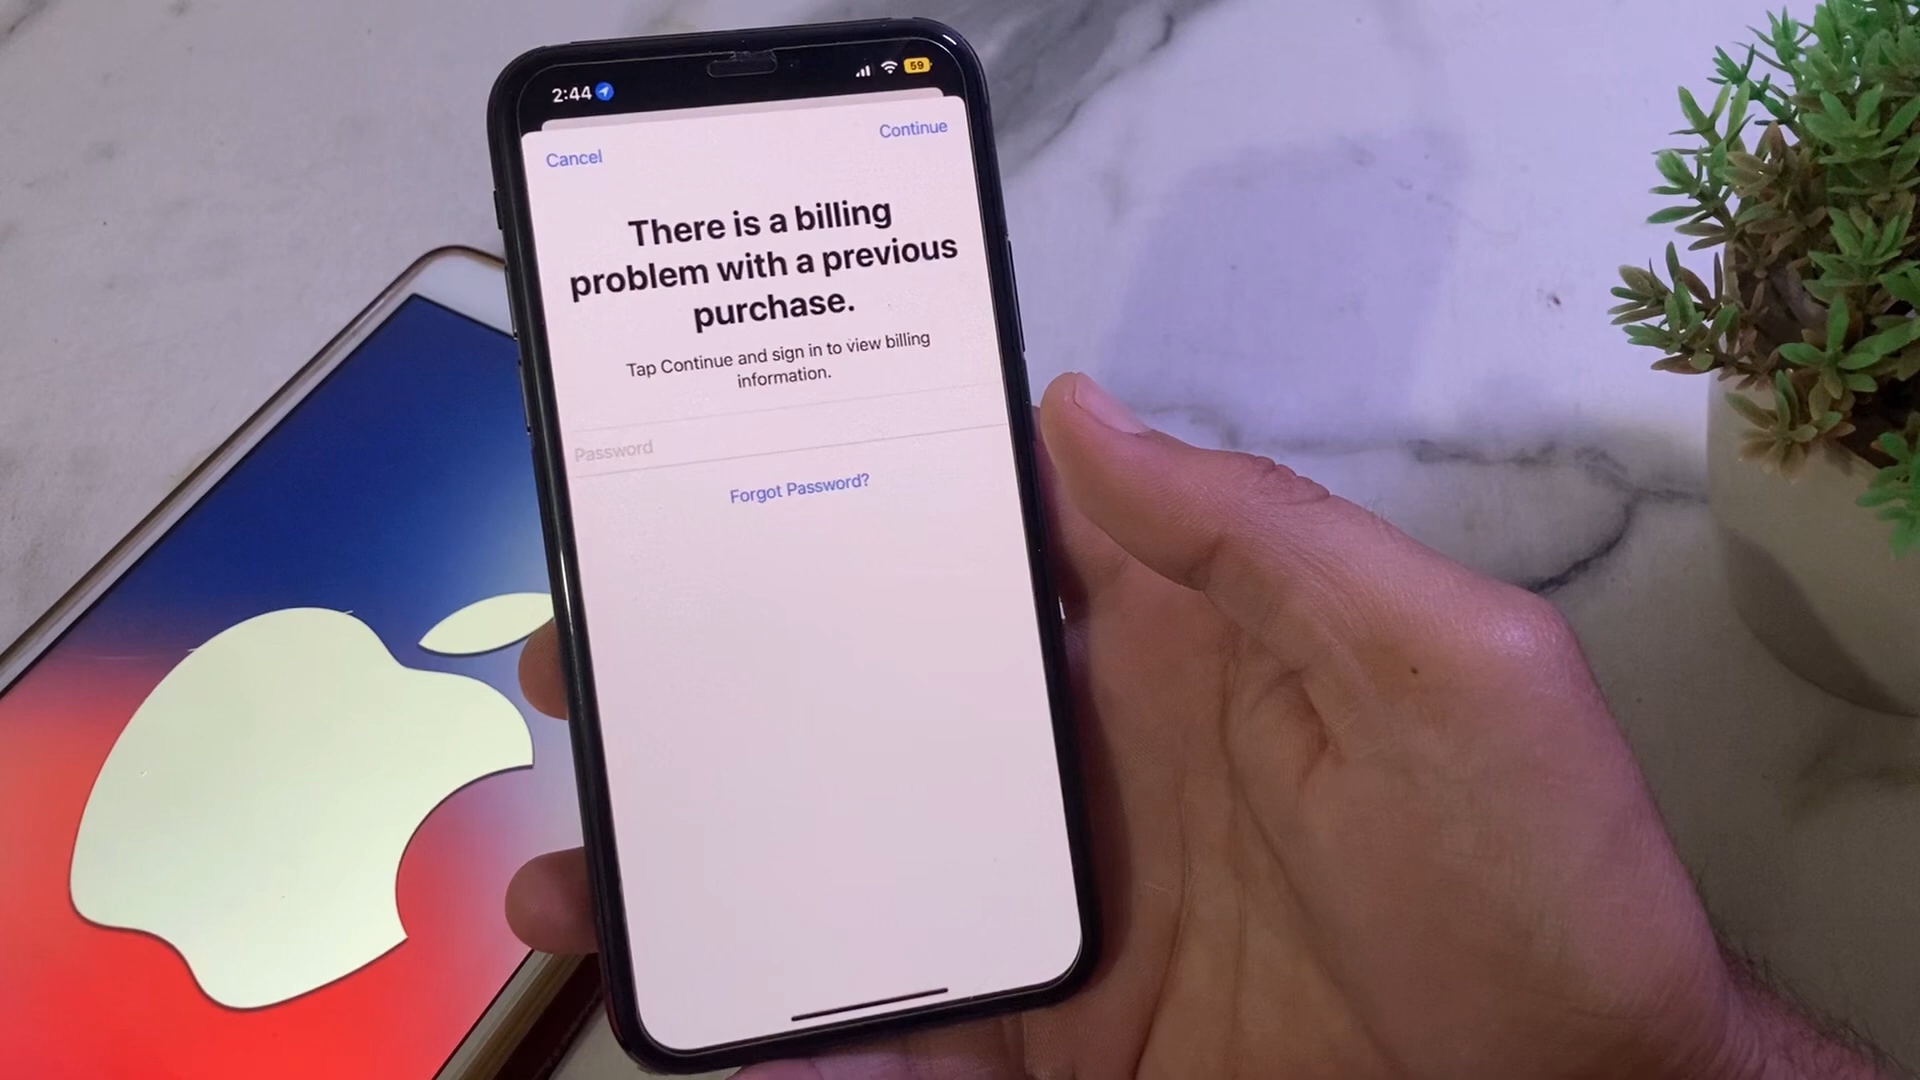 2:44
59
Cancel
Continue
There is a billing
problem with a previous
purchase.
Tap Continue and sign in to view billing
information.
Password
Forgot Password?